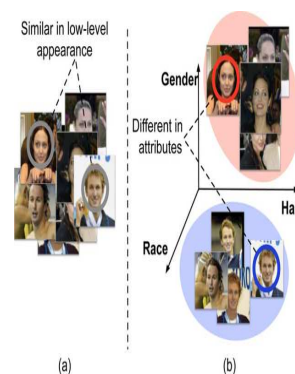 Similar in low-level
appearance
Gender
Different in
attributes
Ha
Race
(a)
(b)